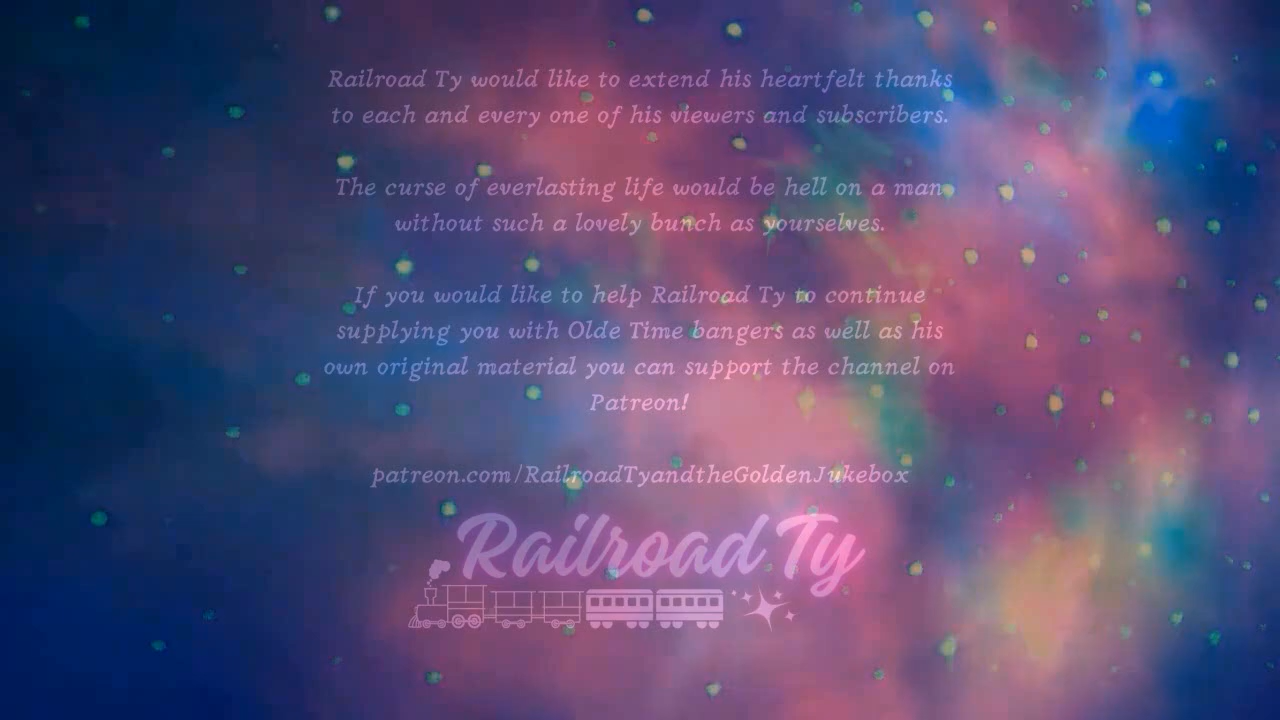 Railroad Ty would like to extend his heartfelt thanks
to each and every one of his viewers and subscribers.
The curse of everlasting life would be hell on a man
without such a lovely bunch as yourselves.
If you would like to help Railroad Ty to continue
supplying you with Olde Time bangers as well as his
own original material you can support the channel on
Patreon!
patreon.com/RailroadTyandtheGoldenJukebox
Railroad Ty